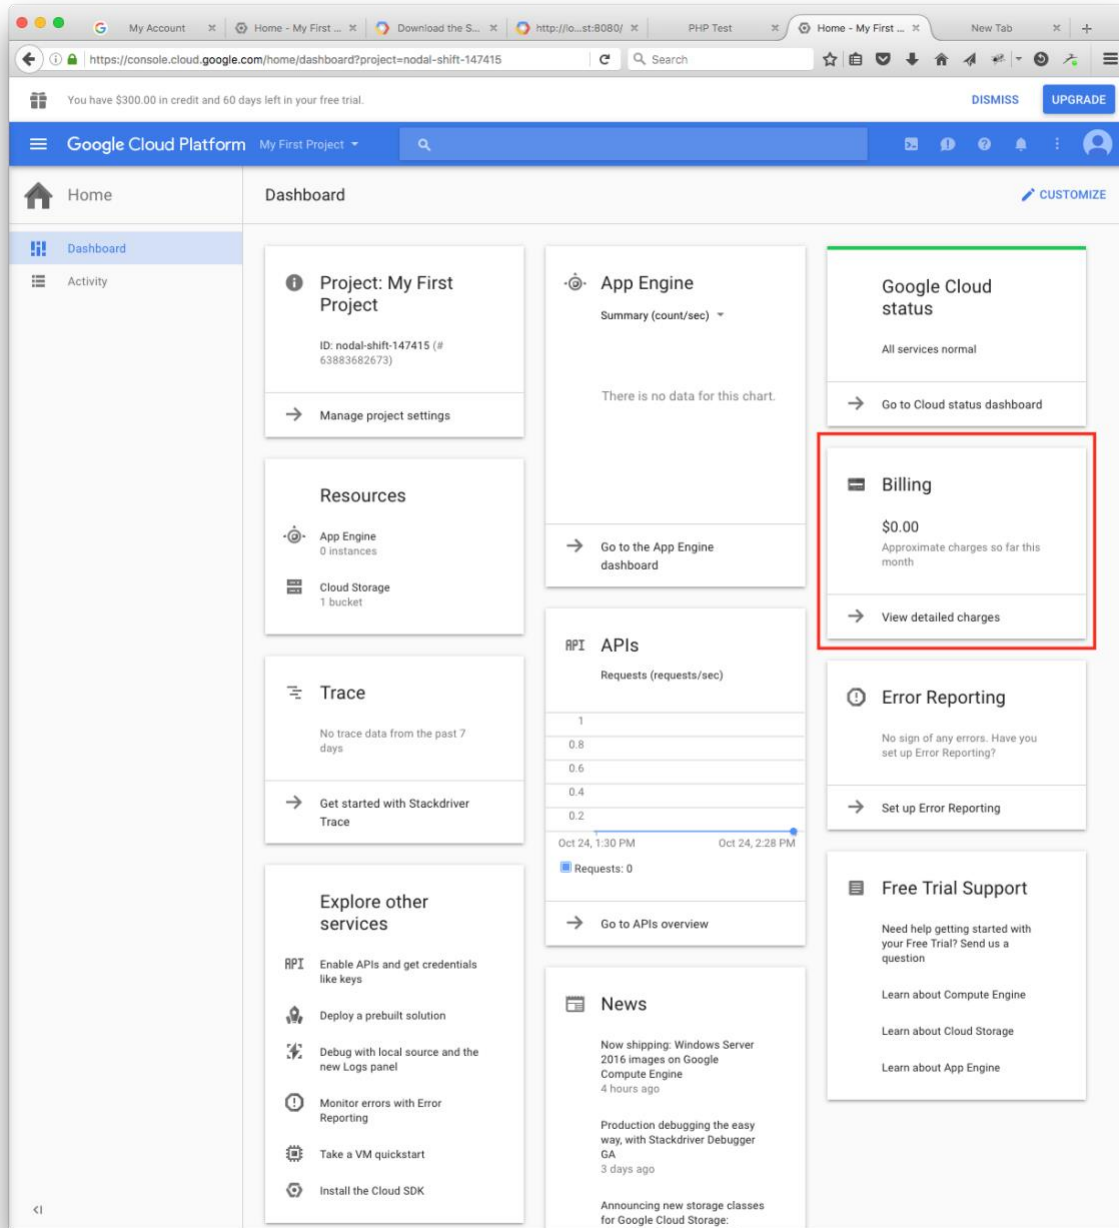 My Account
Home - My First ...
Download the S...
http://lo...st:8080/
PHP Test
Home - My First ...
New Tab
https://console.cloud.google.com/home/dashboard?project=nodal-shift-147415
Search
You have $300.00 in credit and 60 days left in your free trial.
DISMISS
UPGRADE
Google Cloud Platform
My First Project
Home
Dashboard
CUSTOMIZE
Dashboard
Activity
Project: My First
Project
ID: nodal-shift-147415 (#
63883682673)
Manage project settings
Resources
App Engine
0 instances
Cloud Storage
1 bucket
Trace
No trace data from the past 7
days
Get started with Stackdriver
Trace
Explore other
services
API
Enable APIs and get credentials
like keys
Deploy a prebuilt solution
Debug with local source and the
new Logs panel
Monitor errors with Error
Reporting
Take a VM quickstart
Install the Cloud SDK
App Engine
Summary (count/sec)
There is no data for this chart.
Go to the App Engine
dashboard
API
APIs
Requests (requests/sec)
1
0.8
0.6
0.4
0.2
Oct 24, 1:30 PM
Oct 24, 2:28 PM
Requests: 0
Go to APIs overview
News
Now shipping: Windows Server
2016 images on Google
Compute Engine
4 hours ago
Production debugging the easy
way, with Stackdriver Debugger
GA
3 days ago
Announcing new storage classes
for Google Cloud Storage:
Google Cloud
status
All services normal
Go to Cloud status dashboard
Billing
$0.00
Approximate charges so far this
month
View detailed charges
Error Reporting
No sign of any errors. Have you
set up Error Reporting?
Set up Error Reporting
Free Trial Support
Need help getting started with
your Free Trial? Send us a
question
Learn about Compute Engine
Learn about Cloud Storage
Learn about App Engine